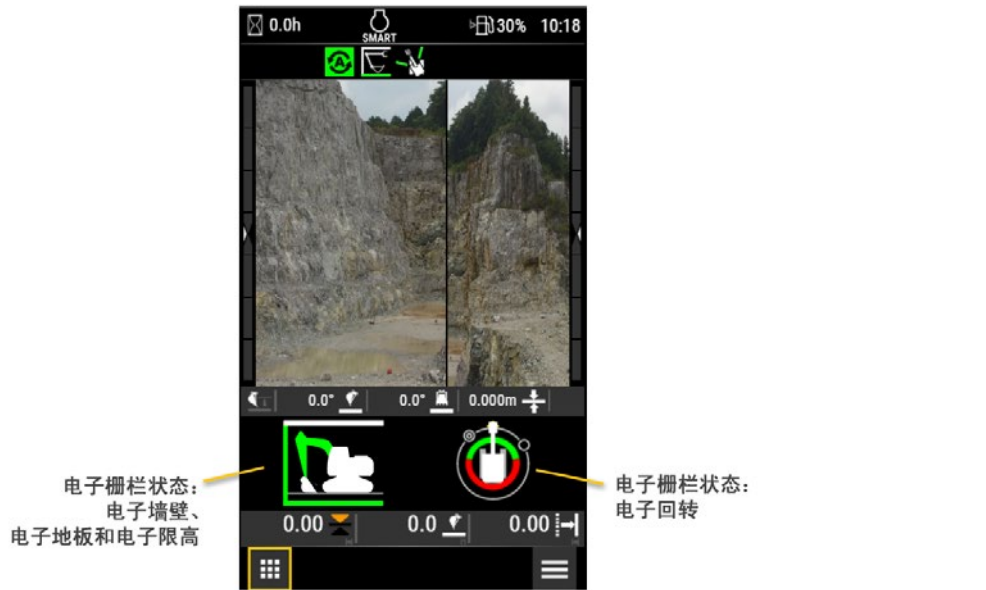 0.0h
SMART
30%
10:18
A
0.0°
0.0°
0.000m
电子栅栏状态：
电子墙壁、
电子地板和电子限高
电子栅栏状态：
电子回转
0.00
0.0
0.00